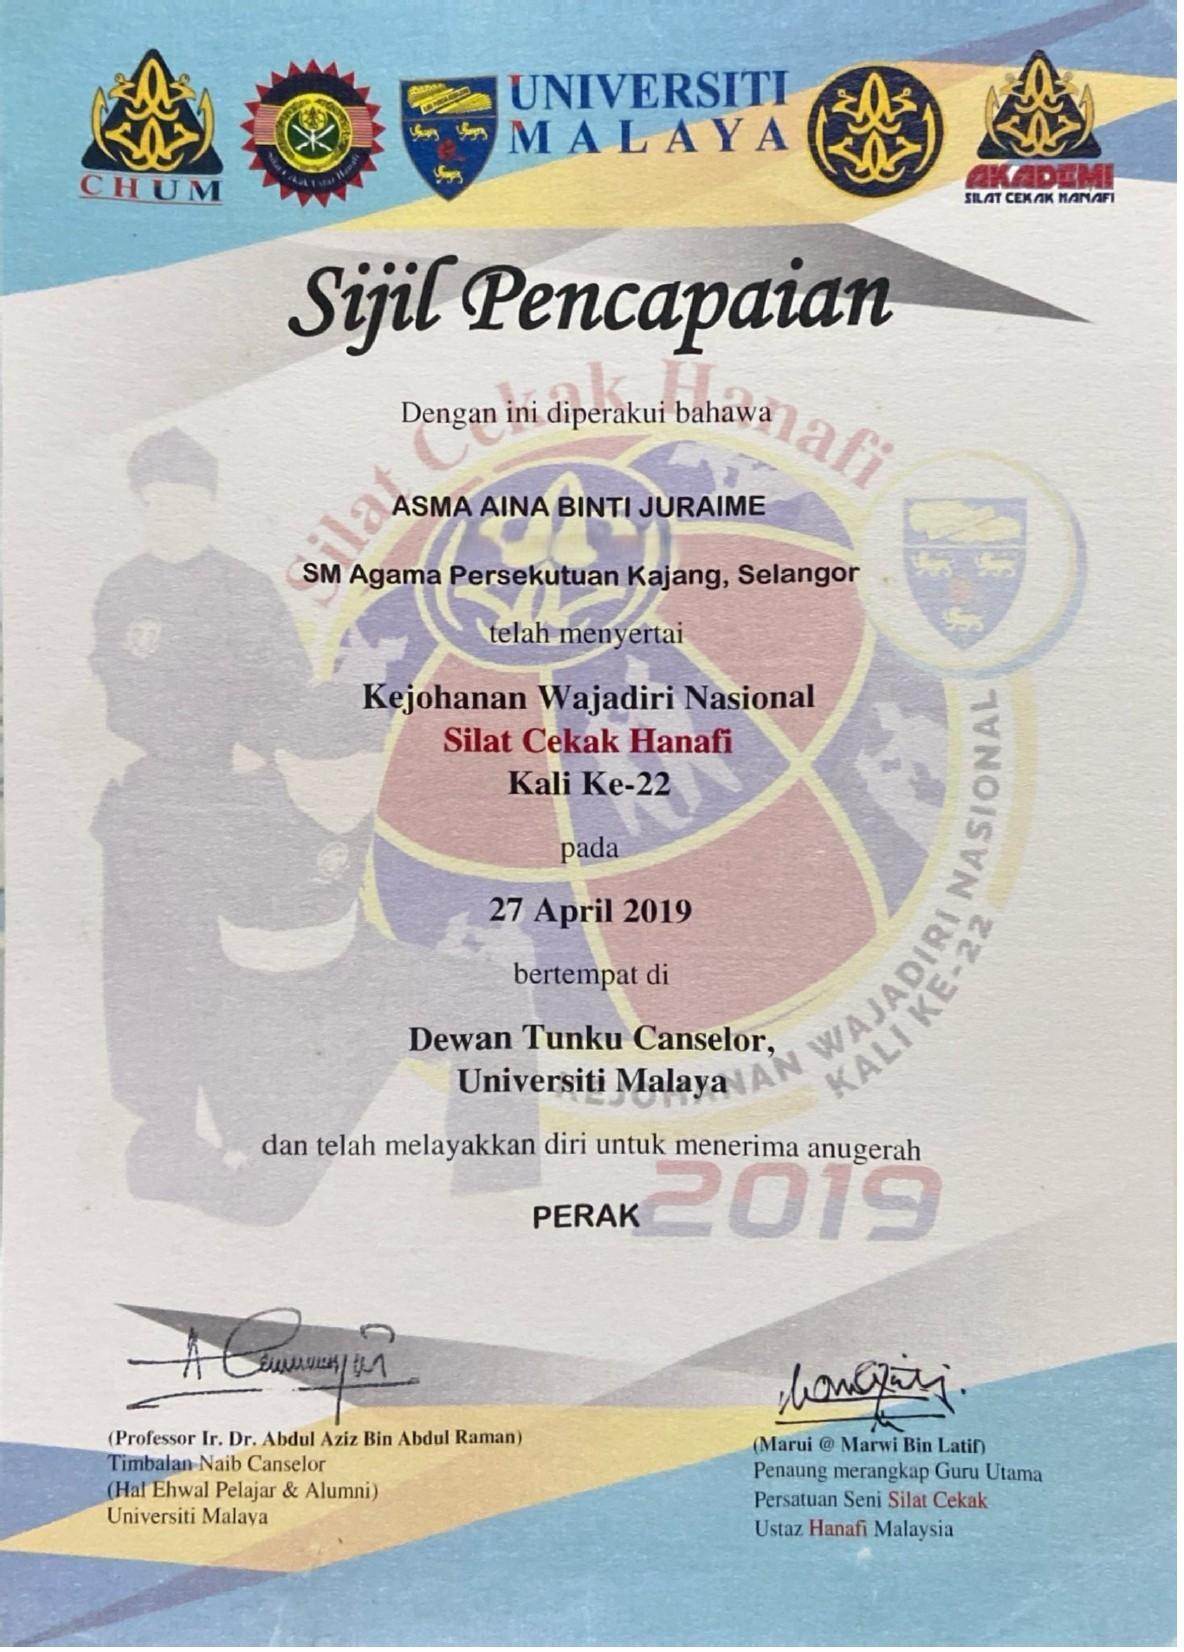 CHUM
UNIVERSITI
MALAYA
AKADEMI
SILAT CEKAK HANAFI
Sijil Pencapaian
Dengan ini diperakui bahawa
Silat Cekak Hanafi
ASMA AINA BINTI JURAIME
SM Agama Persekutuan Kajang, Selangor
telah menyertai
Kejohanan Wajadiri Nasional
Silat Cekak Hanafi
Kali Ke-22
pada
27 April 2019
bertempat di
Dewan Tunku Canselor,
Universiti Malaya
KEJOHANAN WAJADIRI NASIONAL
KALI KE-22
dan telah melayakkan diri untuk menerima anugerah
2019
PERAK
(Professor Ir. Dr. Abdul Aziz Bin Abdul Raman)
Timbalan Naib Canselor
(Hal Ehwal Pelajar & Alumni)
Universiti Malaya
(Marui @ Marwi Bin Latif)
Penaung merangkap Guru Utama
Persatuan Seni Silat Cekak
Ustaz Hanafi Malaysia